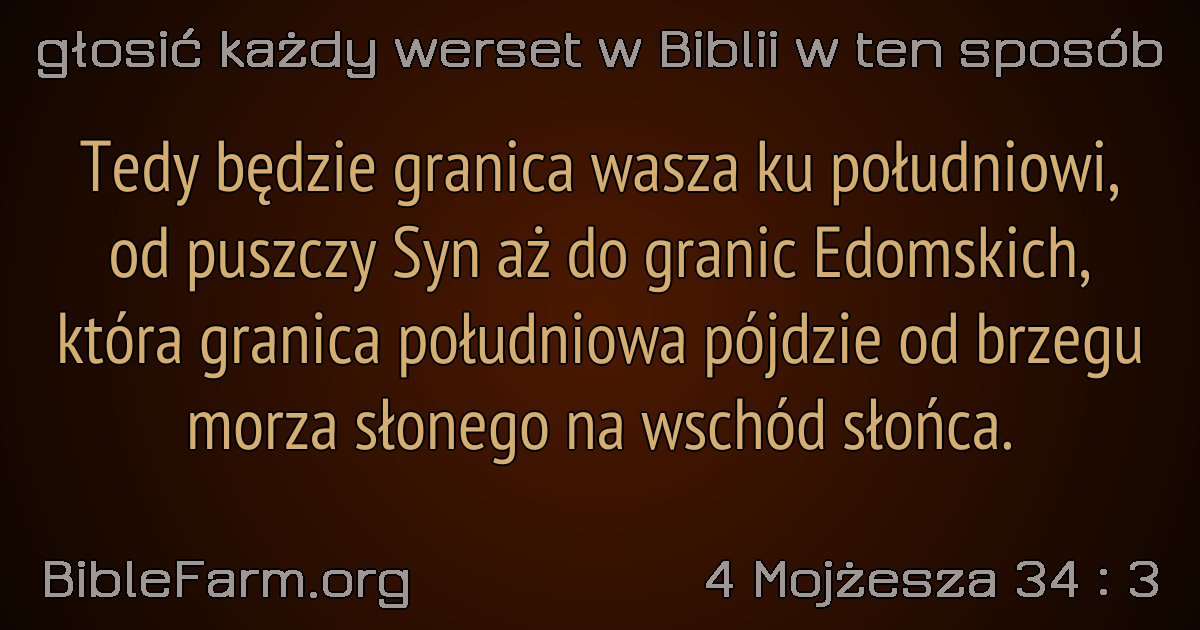 głosić każdy werset w Biblii w ten sposób
Tedy będzie granica wasza ku południowi,
od puszczy Syn aż do granic Edomskich,
która granica południowa pójdzie od brzegu
morza słonego na wschód słońca.
BibleFarm.org
4 Mojżesza 34 : 3